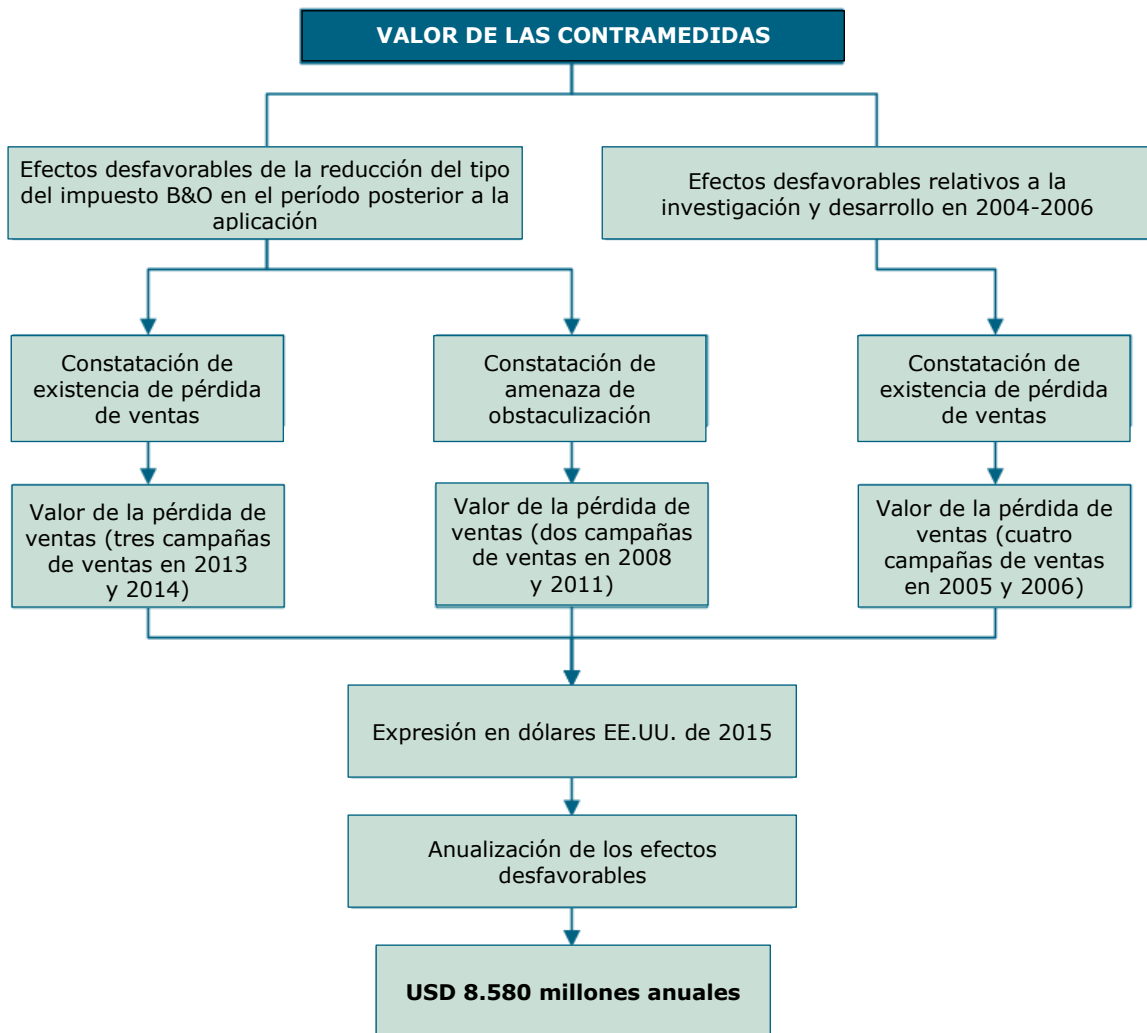 VALOR DE LAS CONTRAMEDIDAS
Efectos desfavorables de la reducción del tipo
del impuesto B&O en el período posterior a la
aplicación
Efectos desfavorables relativos a la
investigación y desarrollo en 2004-2006
Constatación de
existencia de pérdida
de ventas
Constatación de
amenaza de
obstaculización
Constatación de
existencia de pérdida
de ventas
Valor de la pérdida de
ventas (tres campañas
de ventas en 2013
y 2014)
Valor de la pérdida de
ventas (dos campañas
de ventas en 2008
y 2011)
Valor de la pérdida de
ventas (cuatro
campañas de ventas
en 2005 y 2006)
Expresión en dólares EE.UU. de 2015
Anualización de los efectos
desfavorables
USD 8.580 millones anuales